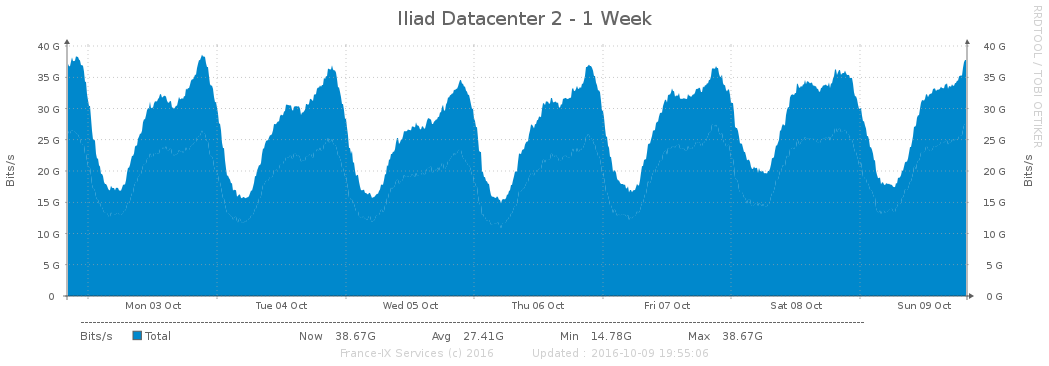 Iliad Datacenter 2 - 1 Week
RRDTOOL / TOBI OETIKER
Bits/s
40 G
35 G
30 G
25 G
20 G
15 G
10 G
5 G
0
40 G
35 G
30 G
25 G
20 G
15 G
10 G
5 G
0 G
Bits/s
Mon 03 Oct Tue 04 Oct Wed 05 Oct Thu 06 Oct Fri 07 Oct Sat 08 Oct Sun 09 Oct
Bits/s Total Now 38.67G Avg 27.41G Min 14.78G Max 38.67G
France-IX Services (c) 2016 Updated : 2016-10-09 19:55:06